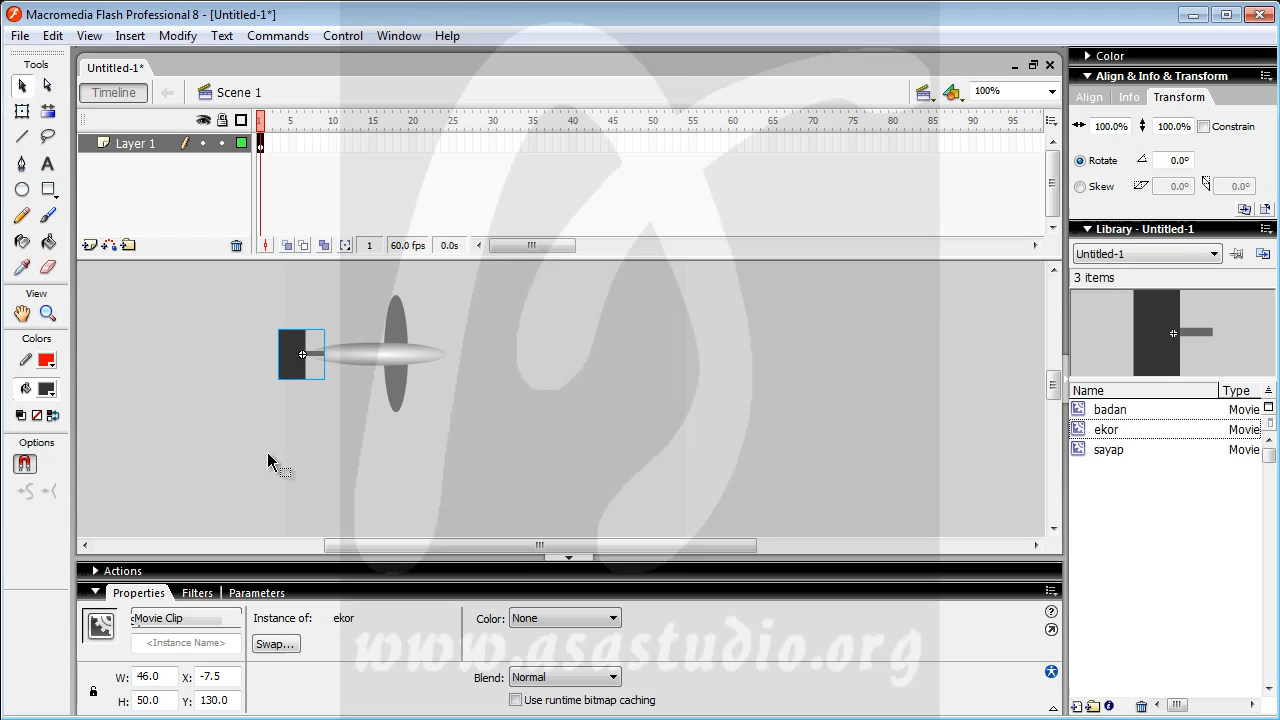 Macromedia Flash Professional 8 - [Untitled-1*]
File Edit View Insert Modify Text Commands Control Window Help
Tools
View
Colors
Options
Untitled-1*
Timeline
Scene 1
100%
1 5 10 15 20 25 30 35 40 45 50 55 60 65 70 75 80 85 90 95
Layer 1
1 60.0 fps 0.0s
Actions
Properties Filters Parameters
Movie Clip
<Instance Name>
Instance of: ekor
Swap...
Color: None
Blend: Normal
Use runtime bitmap caching
W: 46.0 X: -7.5
H: 50.0 Y: 130.0
www.asastudio.org
Color
Align & Info & Transform
Align Info Transform
100.0% 100.0% Constrain
Rotate 0.0º
Skew 0.0º 0.0º
Library - Untitled-1
Untitled-1
3 items
Name Type
badan Movie
ekor Movie
sayap Movie